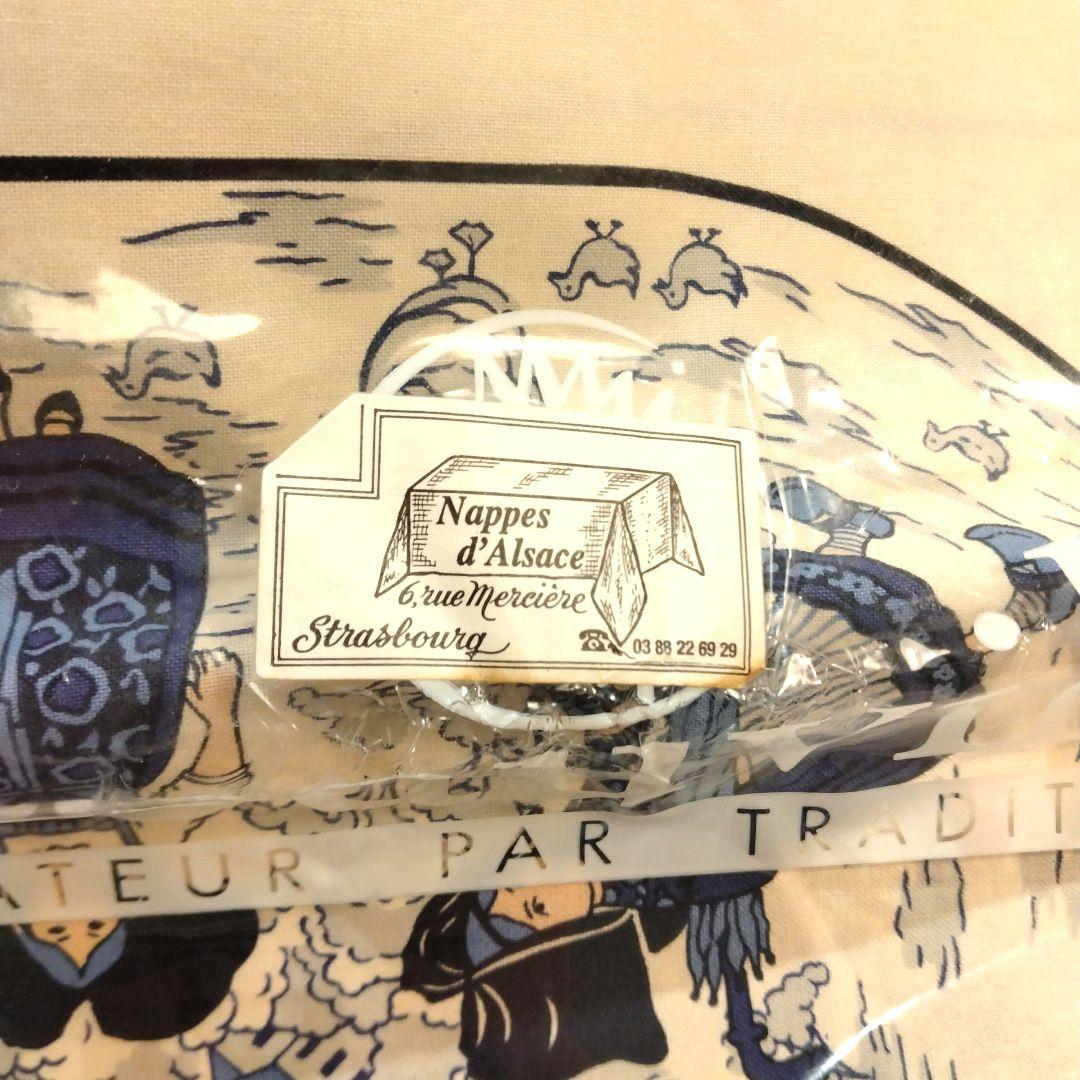 Nappes
d'Alsace
6, rue Mercière
Strasbourg
03 88 22 69 29
ATEUR PAR TRADIT